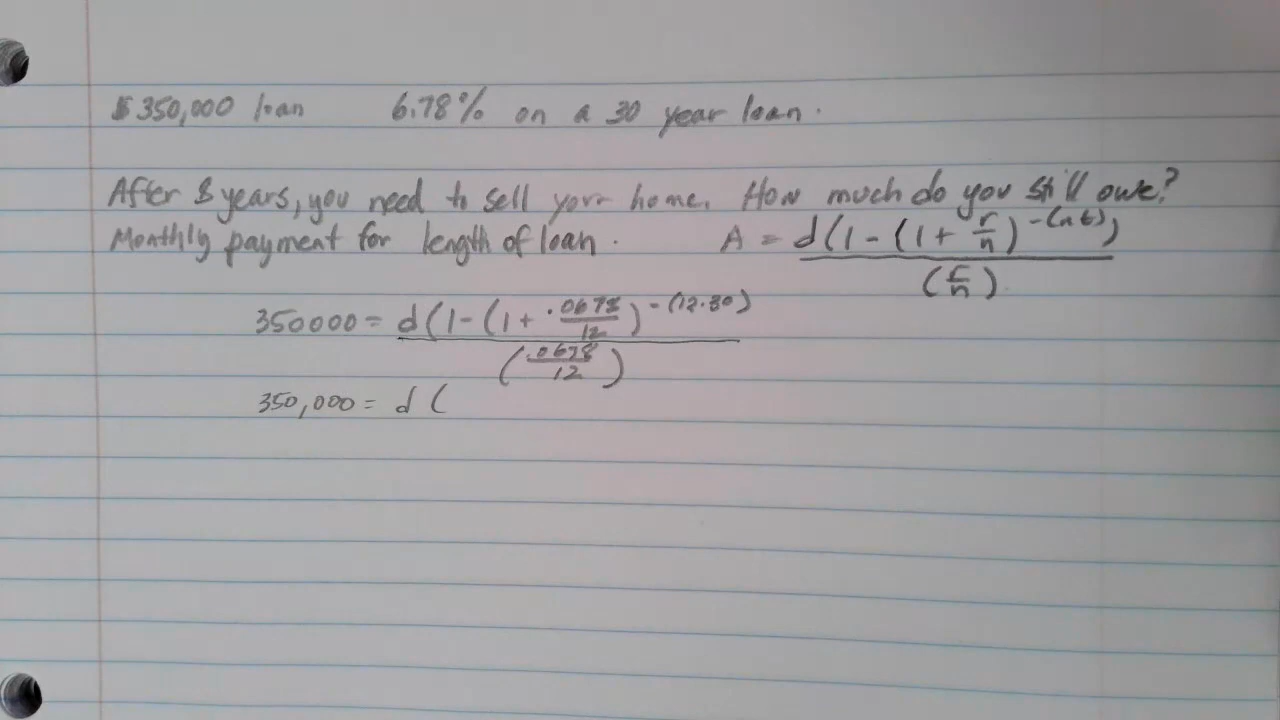 $350,000 loan 6.78% on a 30 year loan.
After 8 years, you need to sell your home. How much do you still owe?
Monthly payment for length of loan. A = d(1-(1+r/n)^-(nt))/(r/n)
350000 = d(1-(1+.0678/12)^-(12·30))/(.0678/12)
350,000 = d(